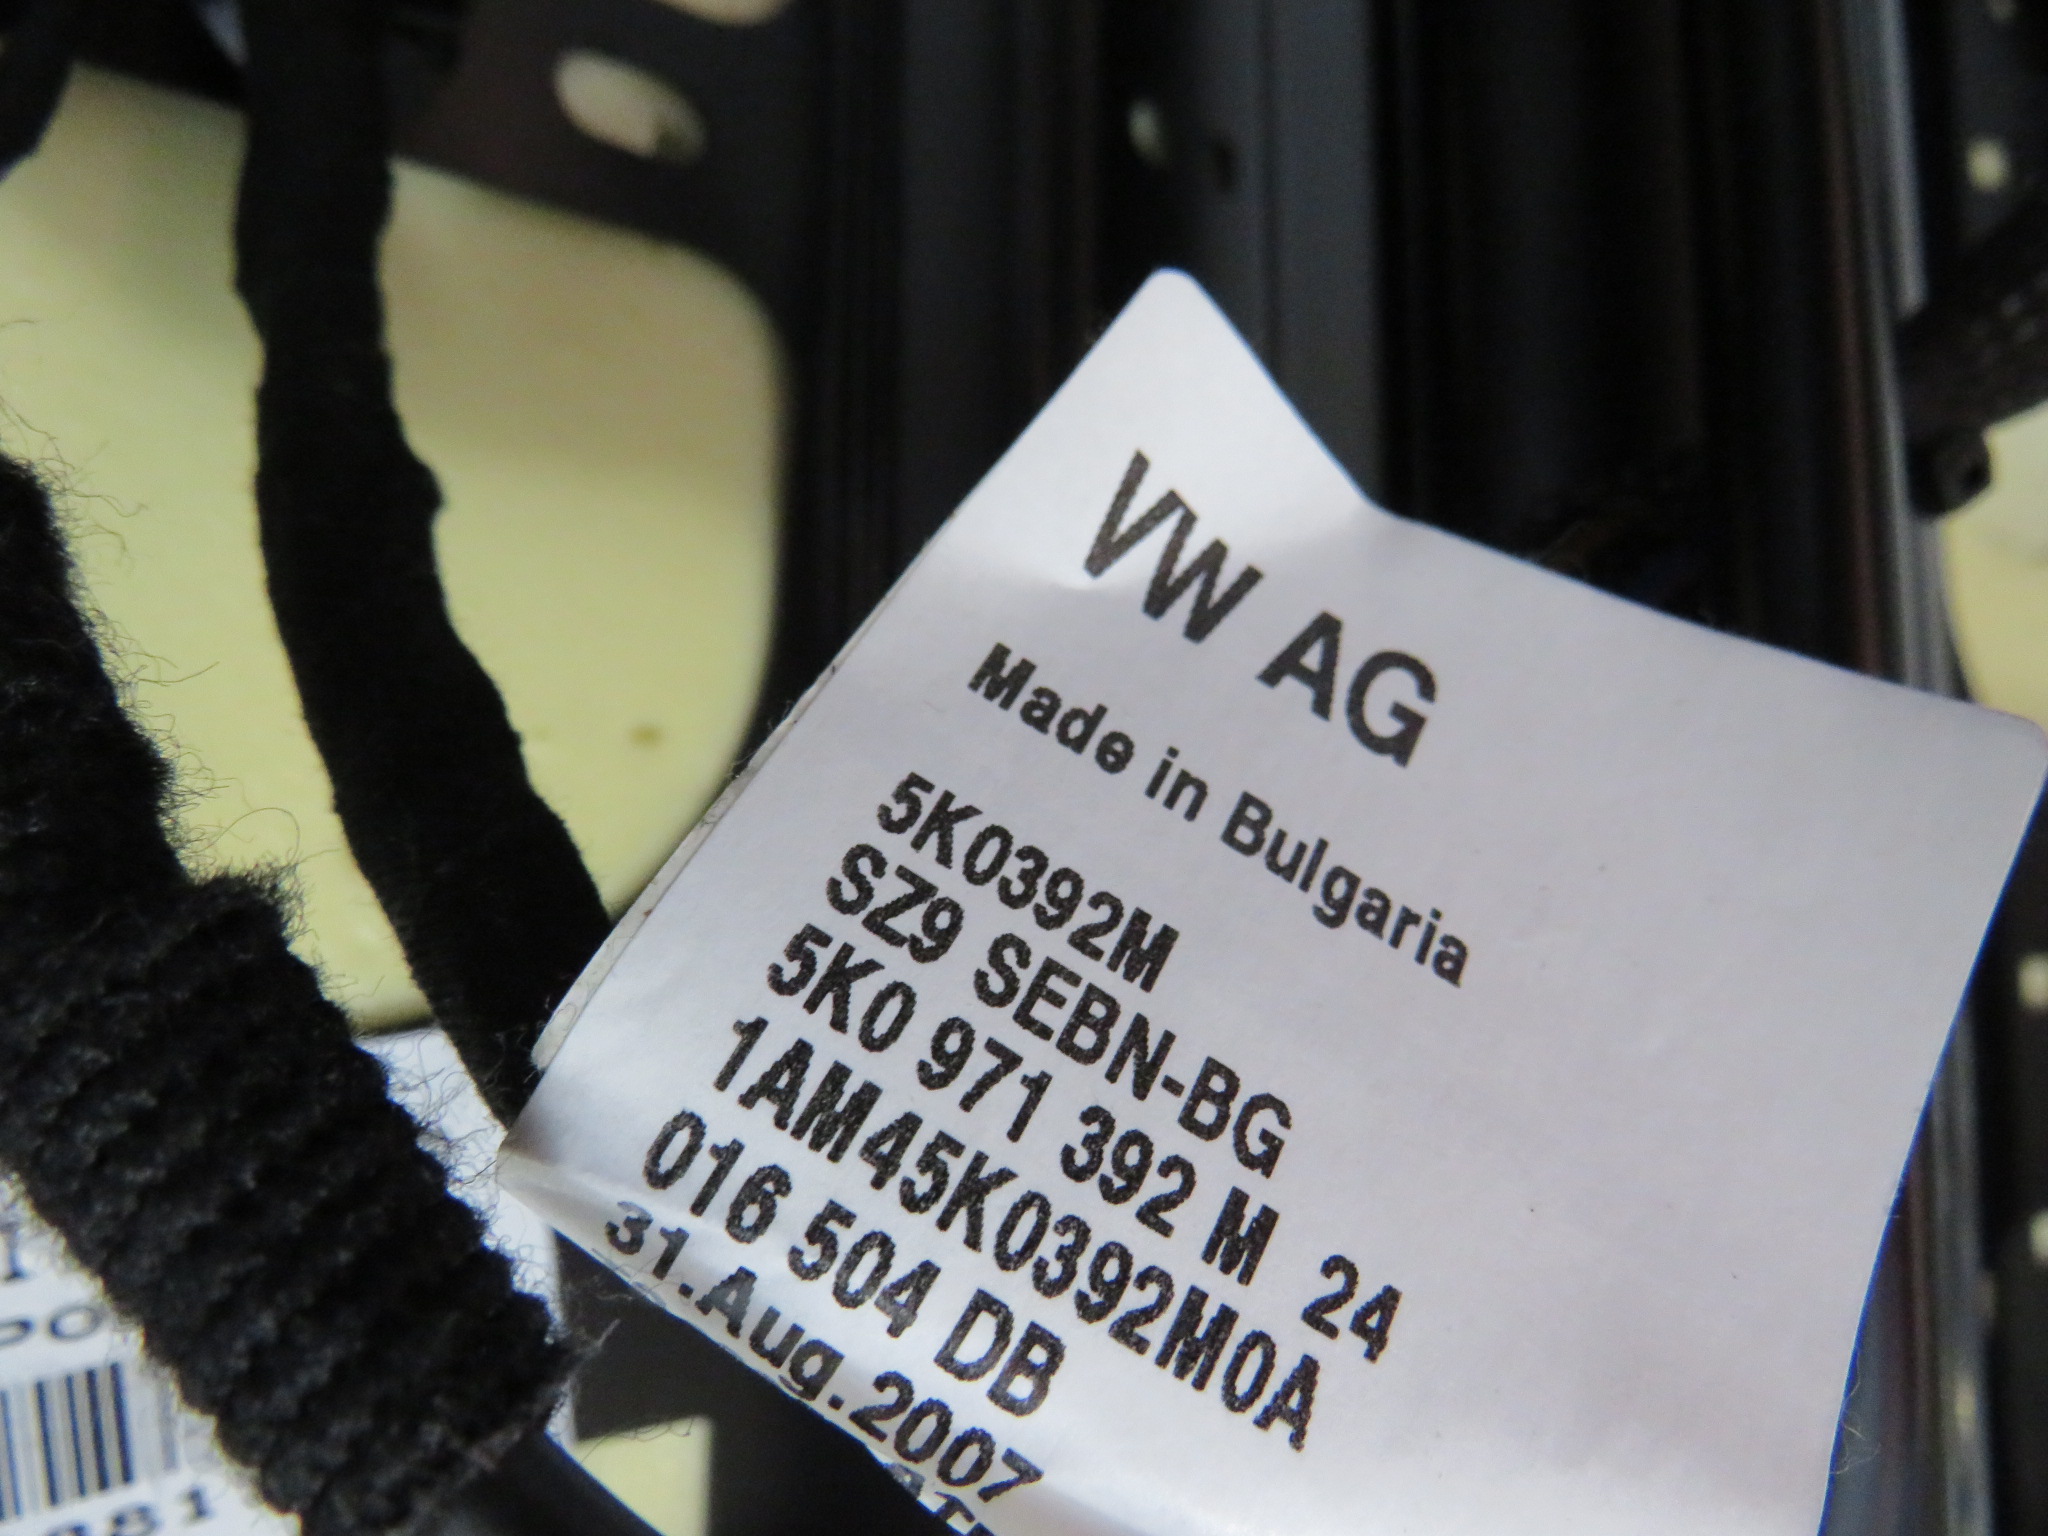 VW AG
Made in Bulgaria
5K0392M
SZ9 SEBN-BG
5K0 971 392 M 24
1AM45K0392M0A
016 504 DB
31.Aug.2007